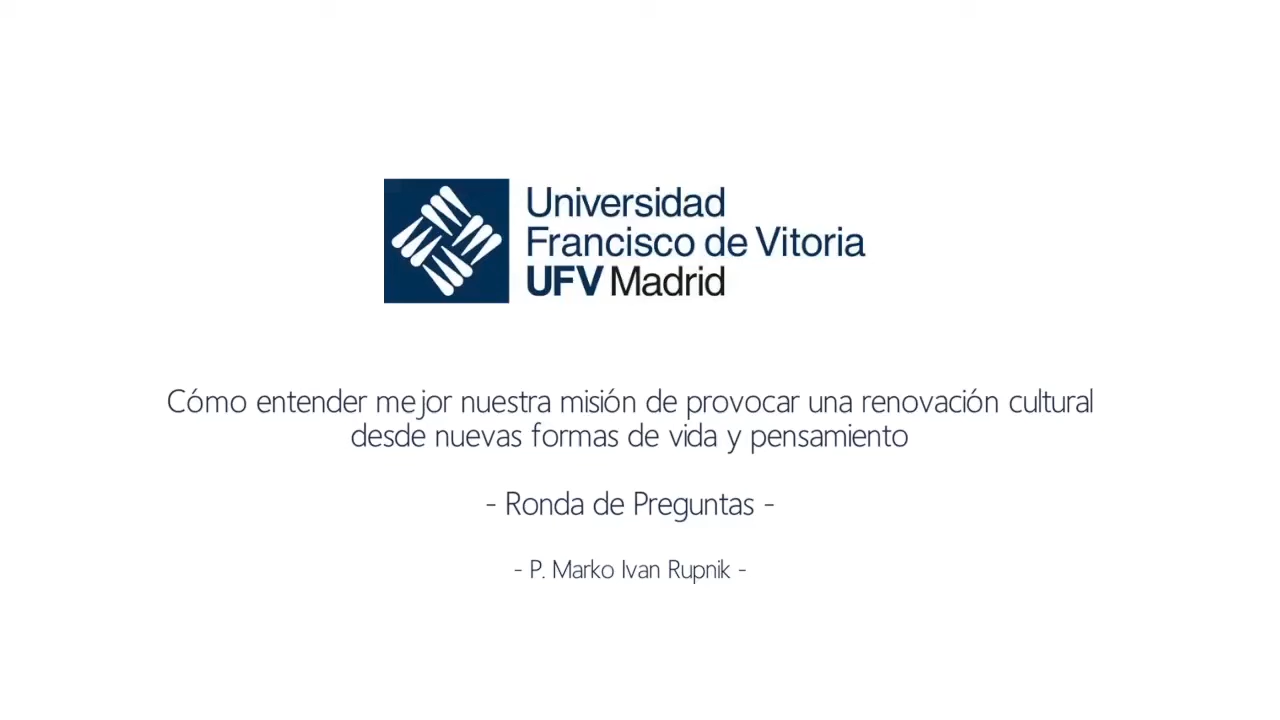 Universidad
Francisco de Vitoria
UFV Madrid
Cómo entender mejor nuestra misión de provocar una renovación cultural
desde nuevas formas de vida y pensamiento
- Ronda de Preguntas -
- P. Marko Ivan Rupnik -